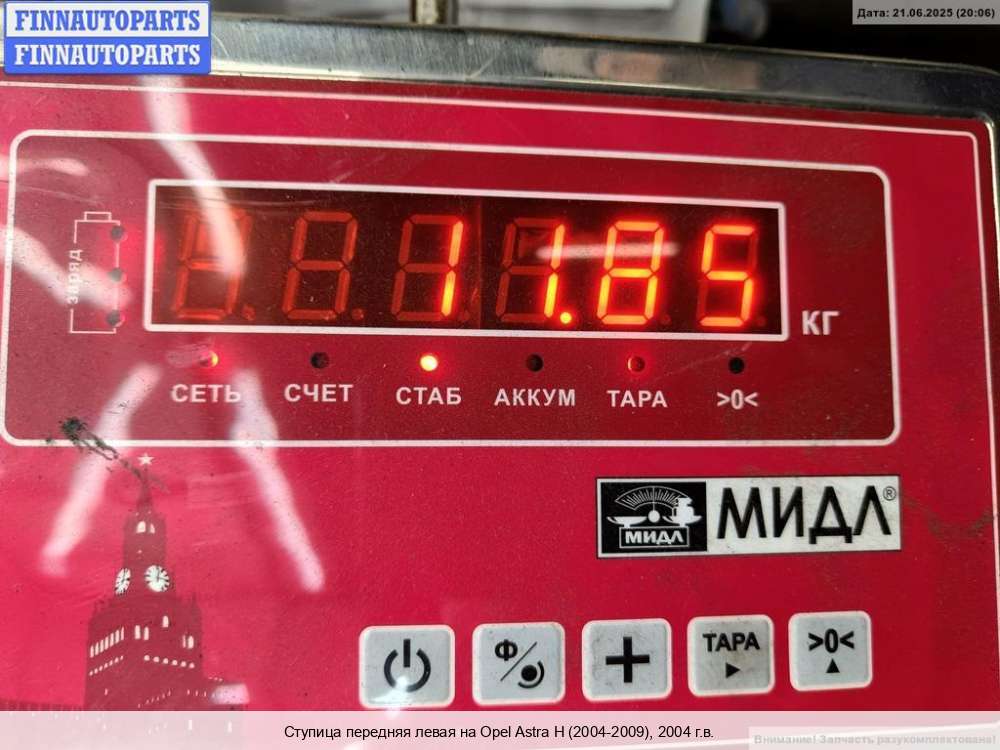 FINNAUTOPARTS
FINNAUTOPARTS
Дата: 21.06.2025 (20:06)
заряд
11.85
КГ
СЕТЬ СЧЕТ СТАБ АККУМ ТАРА >0<
МИДЛ
МИДЛ®
Ф ТАРА >0<
Ступица передняя левая на Opel Astra H (2004-2009), 2004 г.в.
Внимание! Запчасть разукомплектована!